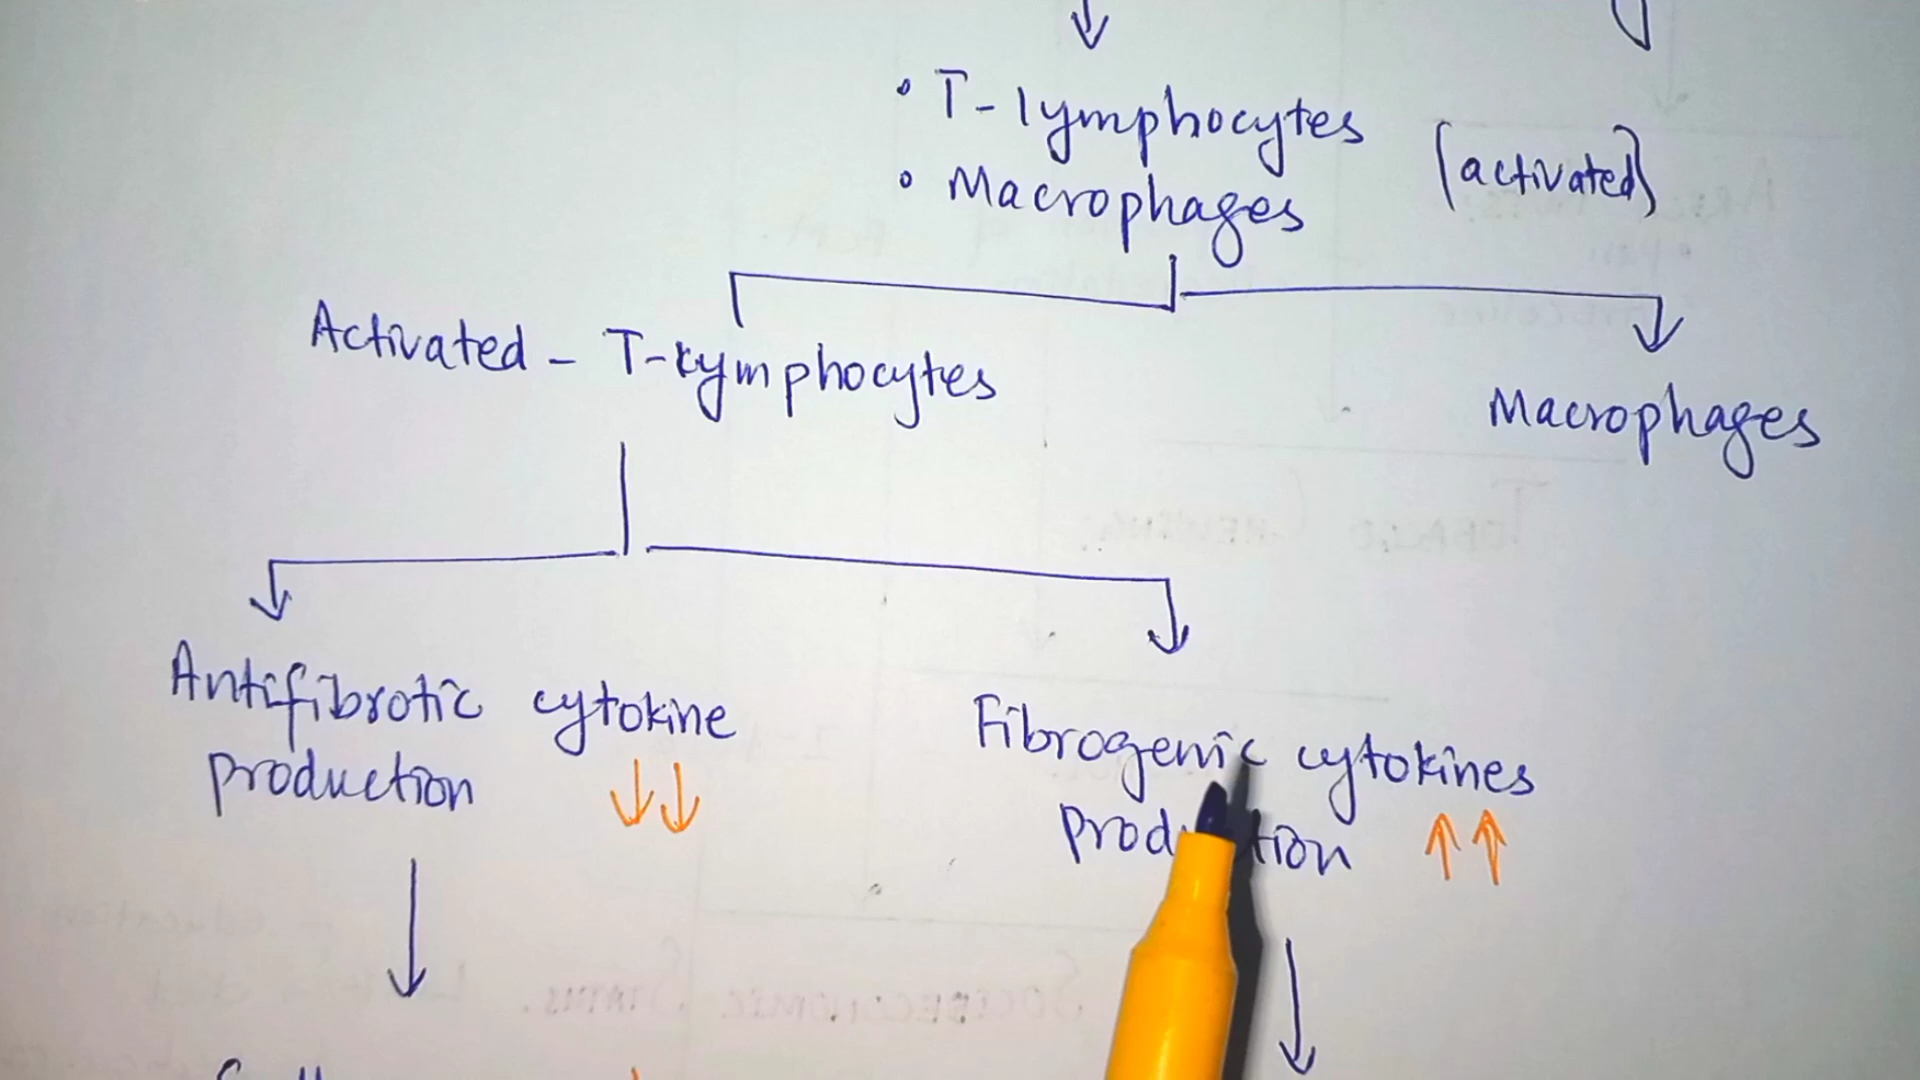 • T-lymphocytes
• Macrophages
(activated)
Activated - T-lymphocytes
Macrophages
Antifibrotic cytokine
production ↓↓
Fibrogenic cytokines
production ↑↑